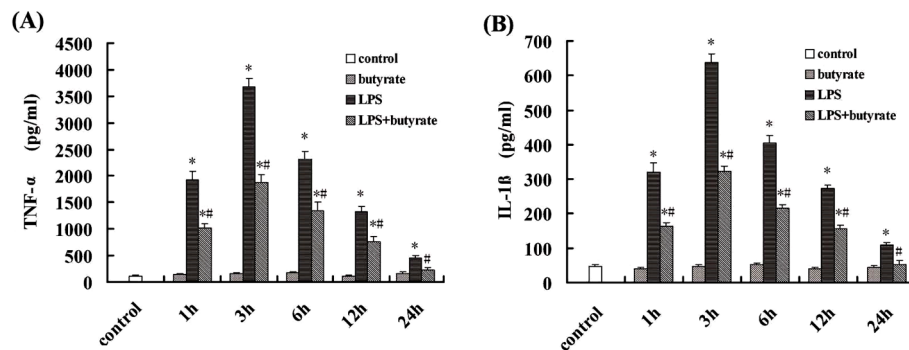 (A)
TNF-α (pg/ml)
4500
4000
3500
3000
2500
2000
1500
1000
500
0
control
butyrate
LPS
LPS+butyrate
*
*#
*
*#
*
*#
*
*#
*
#
control
1h
3h
6h
12h
24h
(B)
IL-1ß (pg/ml)
700
600
500
400
300
200
100
0
control
butyrate
LPS
LPS+butyrate
*
*#
*
*#
*
*#
*
*#
*
#
control
1h
3h
6h
12h
24h